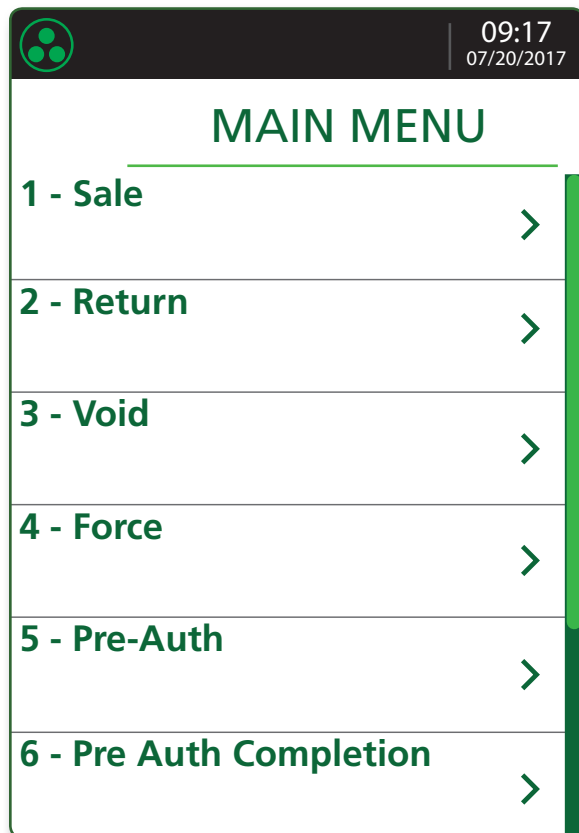 09:17
07/20/2017
MAIN MENU
1 - Sale
2 - Return
3 - Void
4 - Force
5 - Pre-Auth
6 - Pre Auth Completion